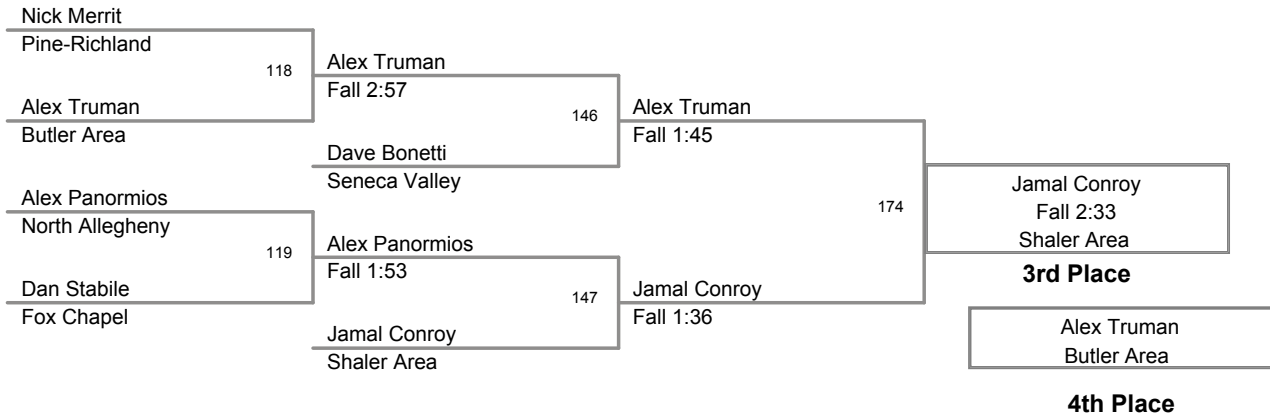 Nick Merrit
Pine-Richland
118
Alex Truman
Fall 2:57
Alex Truman
Butler Area
146
Alex Truman
Fall 1:45
Dave Bonetti
Seneca Valley
Alex Panormios
North Allegheny
174
Jamal Conroy
Fall 2:33
Shaler Area
3rd Place
119
Alex Panormios
Fall 1:53
Dan Stabile
Fox Chapel
147
Jamal Conroy
Fall 1:36
Jamal Conroy
Shaler Area
Alex Truman
Butler Area
4th Place